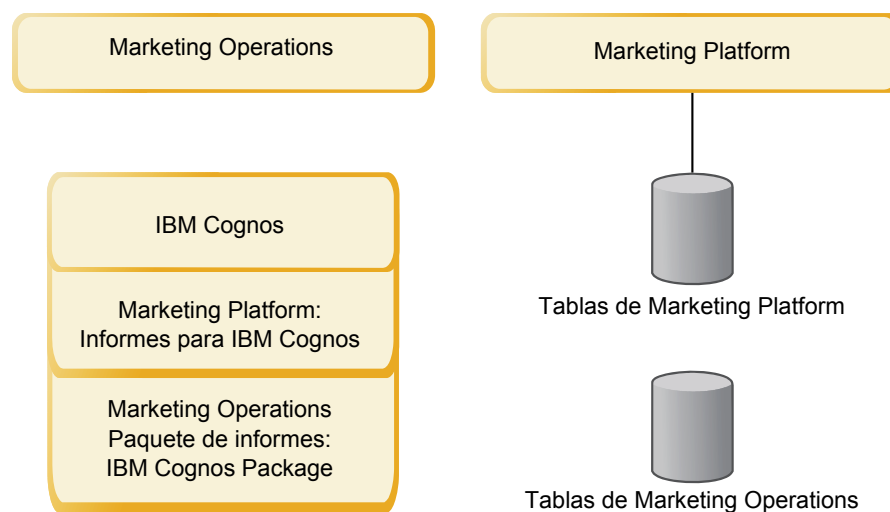 Marketing Operations
Marketing Platform
IBM Cognos
Marketing Platform:
Informes para IBM Cognos
Marketing Operations
Paquete de informes:
IBM Cognos Package
Tablas de Marketing Platform
Tablas de Marketing Operations